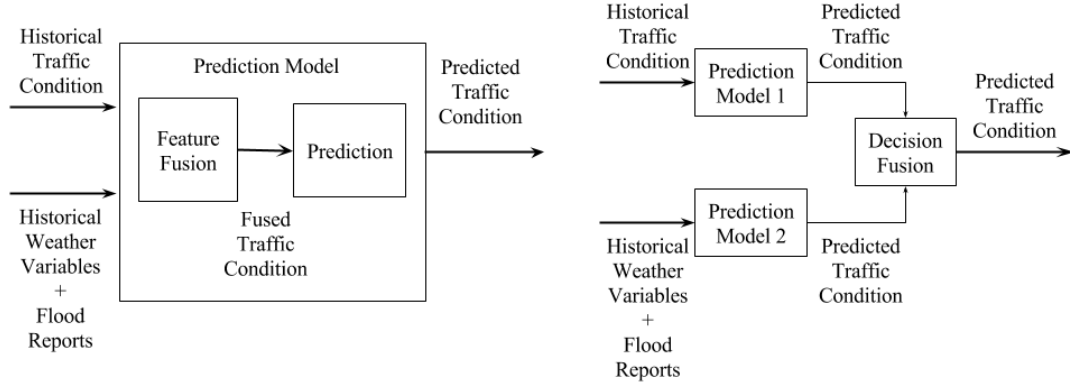 Historical
Traffic
Condition
Prediction Model
Feature
Fusion
Prediction
Fused
Traffic
Condition
Historical
Weather
Variables
+
Flood
Reports
Predicted
Traffic
Condition
Historical
Traffic
Condition
Prediction
Model 1
Predicted
Traffic
Condition
Historical
Weather
Variables
+
Flood
Reports
Prediction
Model 2
Predicted
Traffic
Condition
Decision
Fusion
Predicted
Traffic
Condition